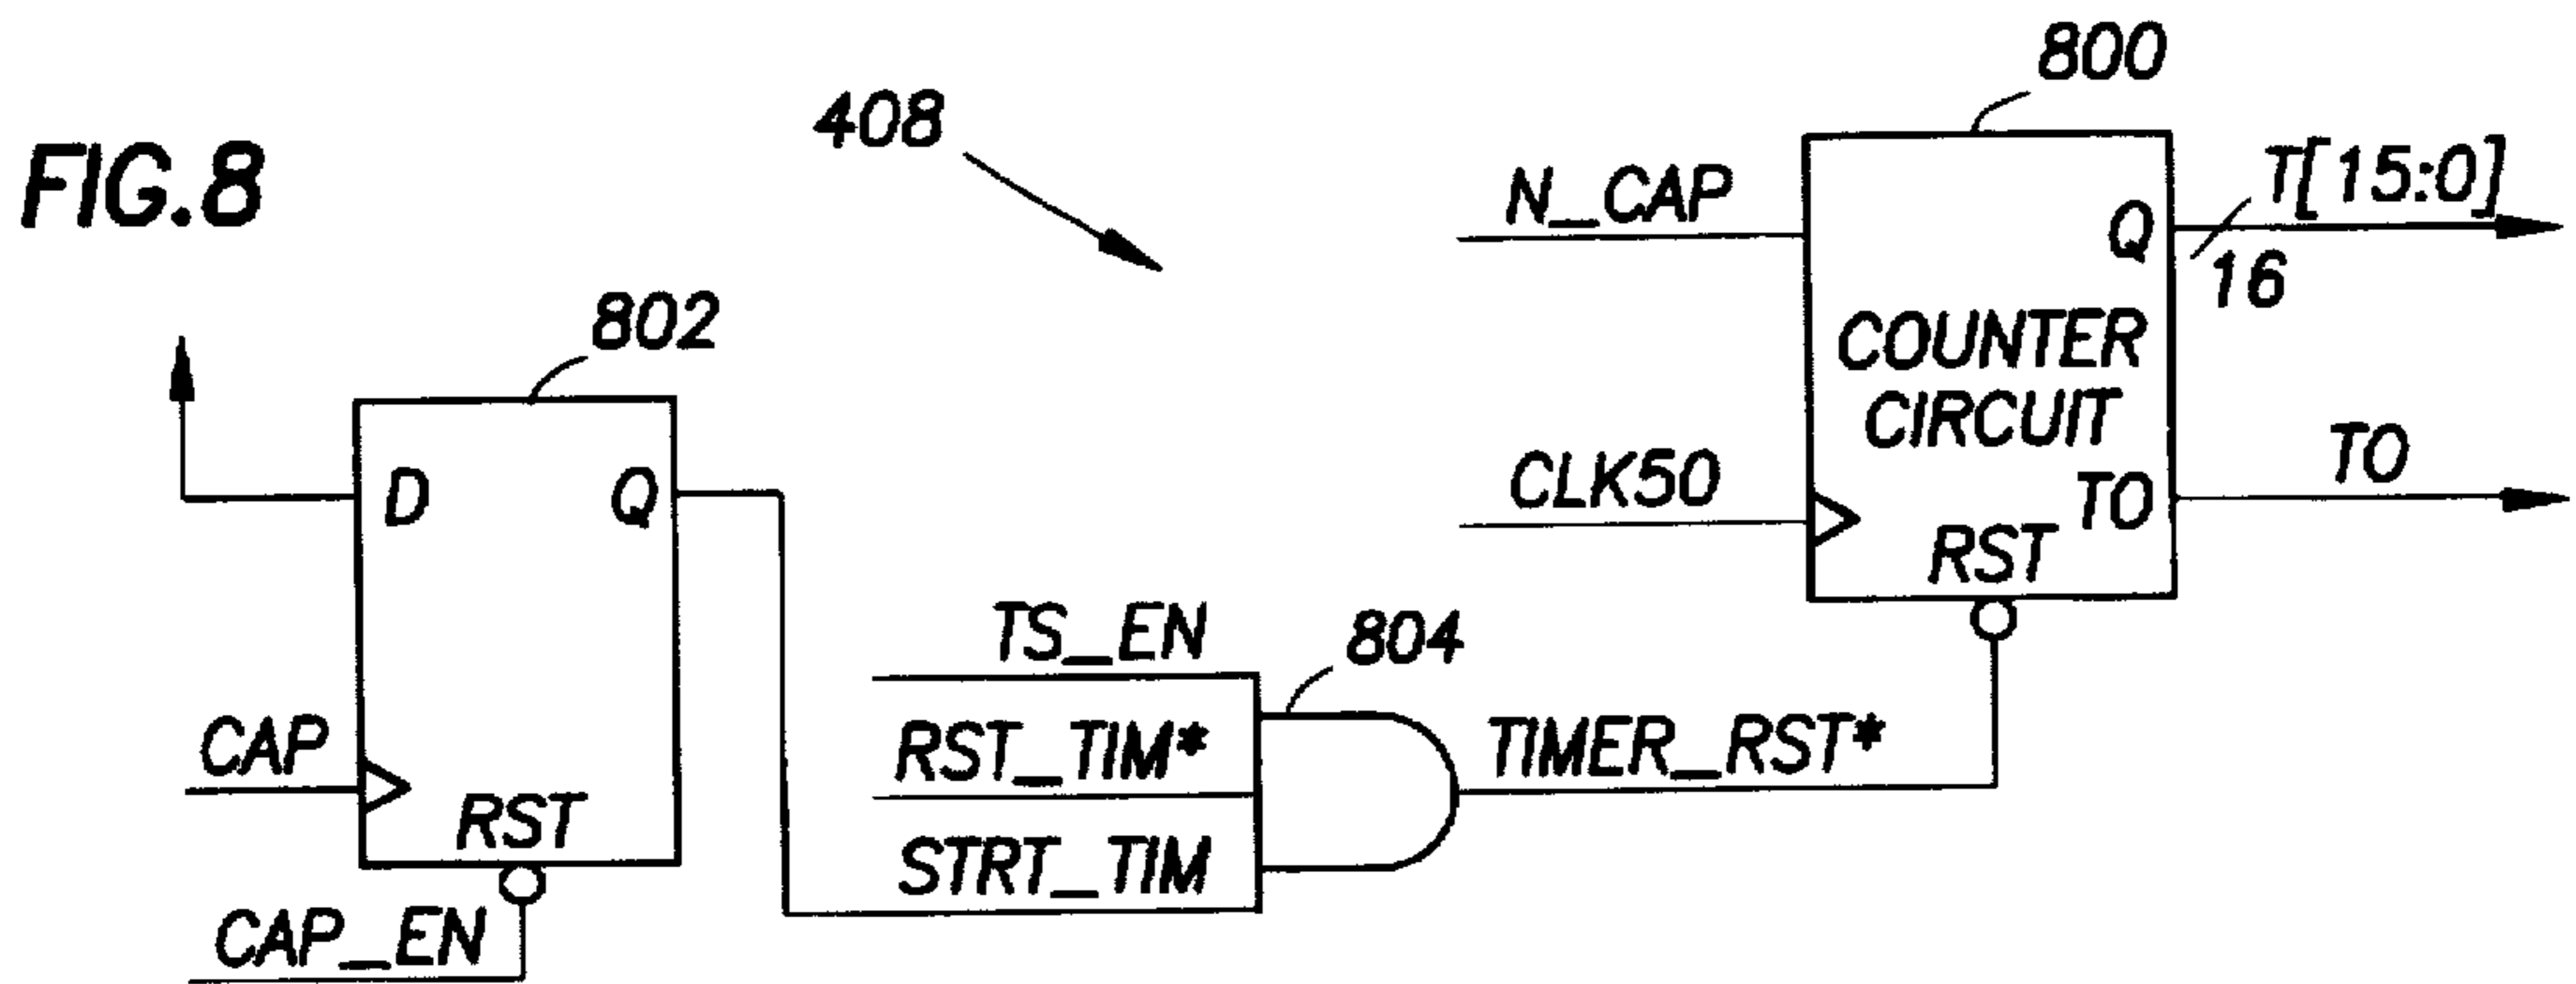 FIG.8
408
800
N_CAP
Q
T[15:0]
16
COUNTER
CIRCUIT
CLK50
TO
TO
RST
802
D
Q
CAP
RST
CAP_EN
TS_EN
804
RST_TIM*
STRT_TIM
TIMER_RST*